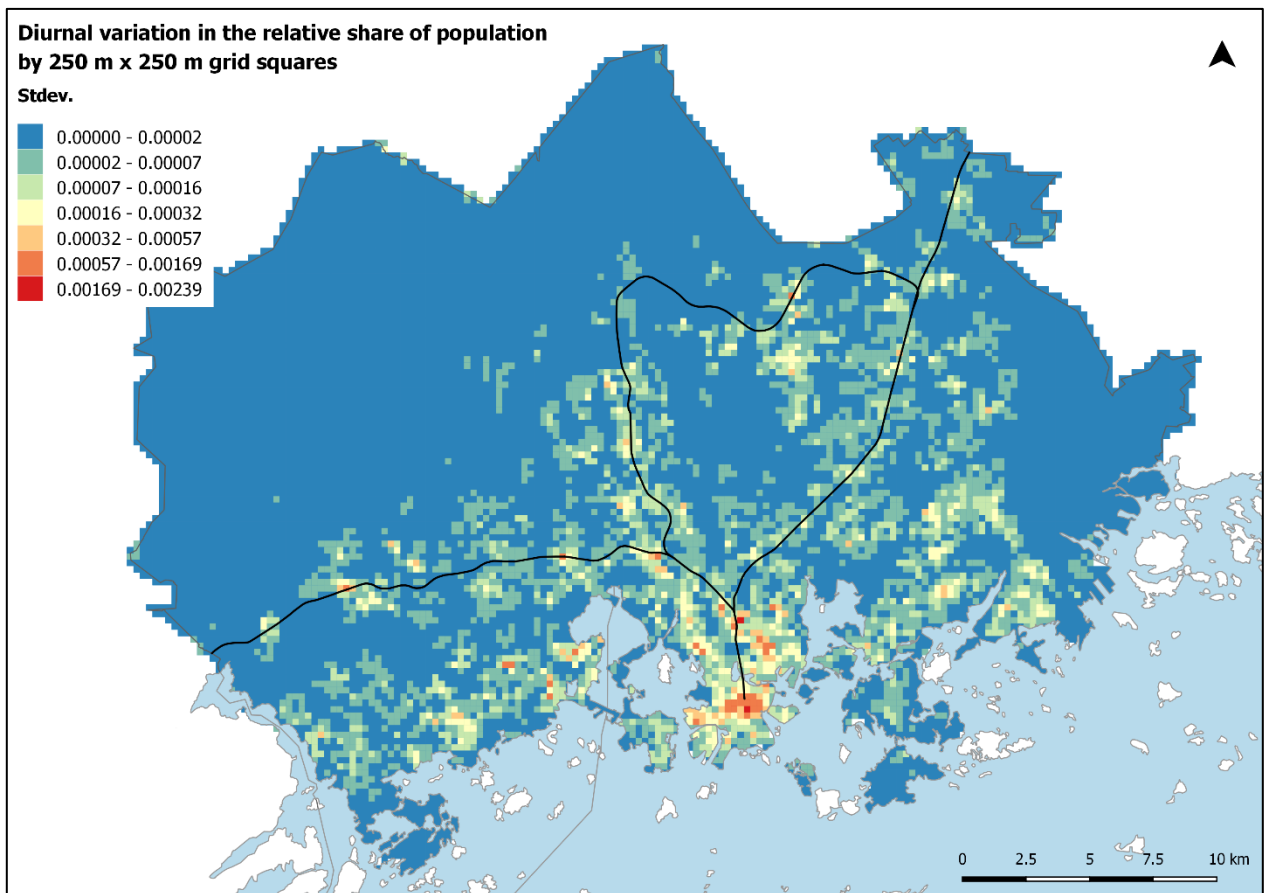 Diurnal variation in the relative share of population
by 250 m x 250 m grid squares
Stdev.
0.00000 - 0.00002
0.00002 - 0.00007
0.00007 - 0.00016
0.00016 - 0.00032
0.00032 - 0.00057
0.00057 - 0.00169
0.00169 - 0.00239
0 2.5 5 7.5 10 km